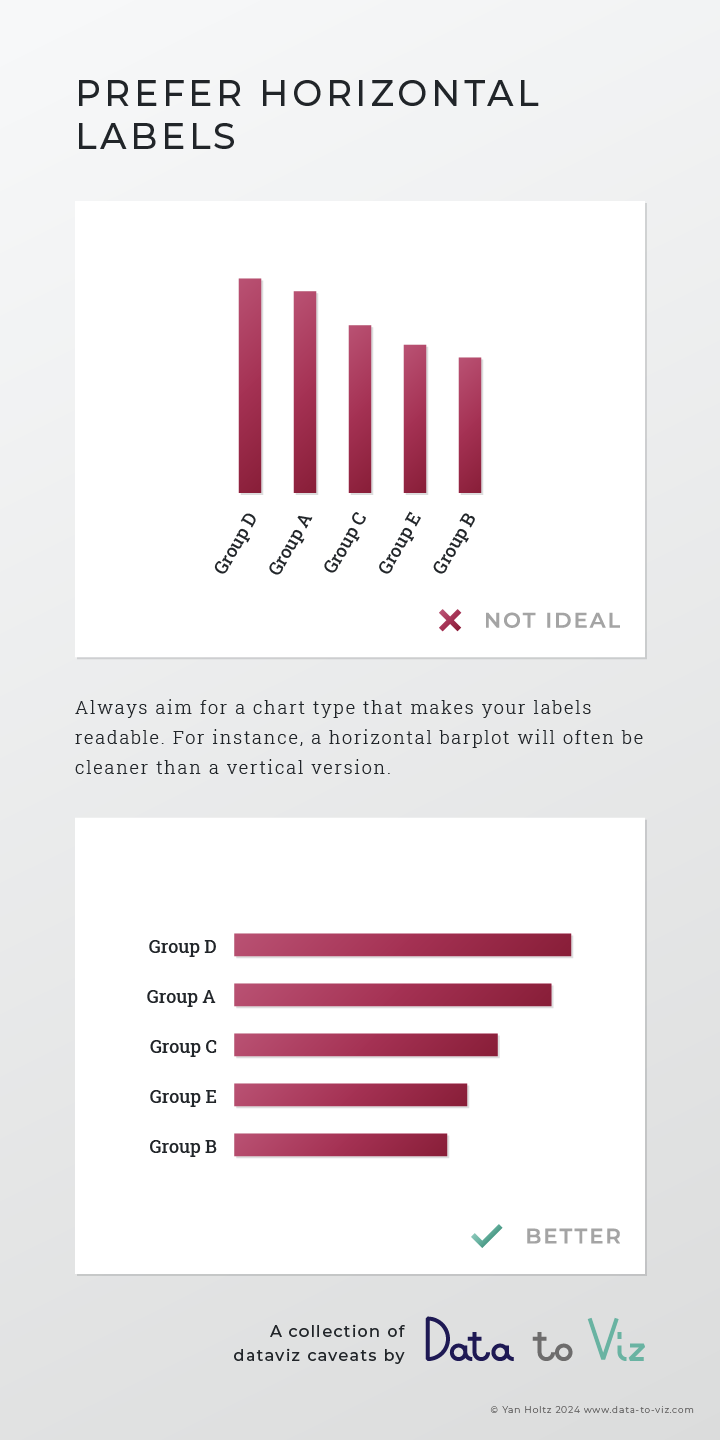 PREFER HORIZONTAL
LABELS
Group D
Group A
Group C
Group E
Group B
NOT IDEAL
Always aim for a chart type that makes your labels
readable. For instance, a horizontal barplot will often be
cleaner than a vertical version.
Group D
Group A
Group C
Group E
Group B
BETTER
A collection of
dataviz caveats by
Data to Viz
© Yan Holtz 2024 www.data-to-viz.com